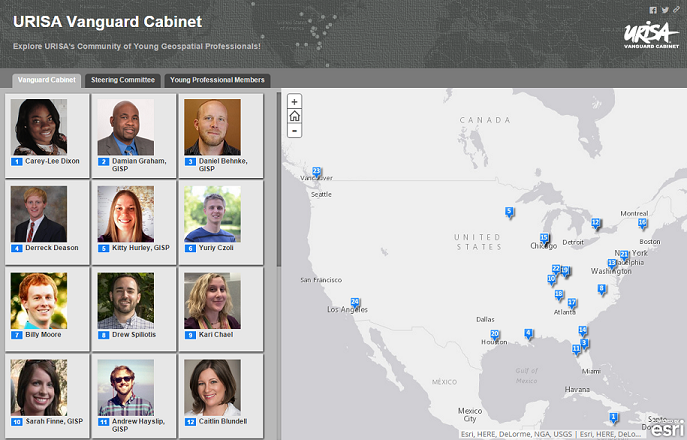 URISA Vanguard Cabinet
Explore URISA's Community of Young Geospatial Professionals!
URISA
VANGUARD CABINET
Vanguard Cabinet
Steering Committee
Young Professional Members
1 Carey-Lee Dixon
2 Damian Graham, GISP
3 Daniel Behnke, GISP
4 Derreck Deason
5 Kitty Hurley, GISP
6 Yuriy Czoli
7 Billy Moore
8 Drew Spiliotis
9 Kari Chael
10 Sarah Finne, GISP
11 Andrew Hayslip, GISP
12 Caitlin Blundell
+
-
CANADA
23
Vancouver
Seattle
5
12
Montreal
16
Chicago
Detroit
Boston
UNITED
STATES
21
New York
Philadelphia
13
Washington
22
San Francisco
24
Los Angeles
18
17
8
Atlanta
Dallas
20
Houston
4
14
3
11
Miami
Gulf of
Mexico
MÉXICO
Havana
Mexico
City
1
Santo
Esri, HERE, DeLorme, NGA, USGS | Esri, HERE, DeLo...
esri